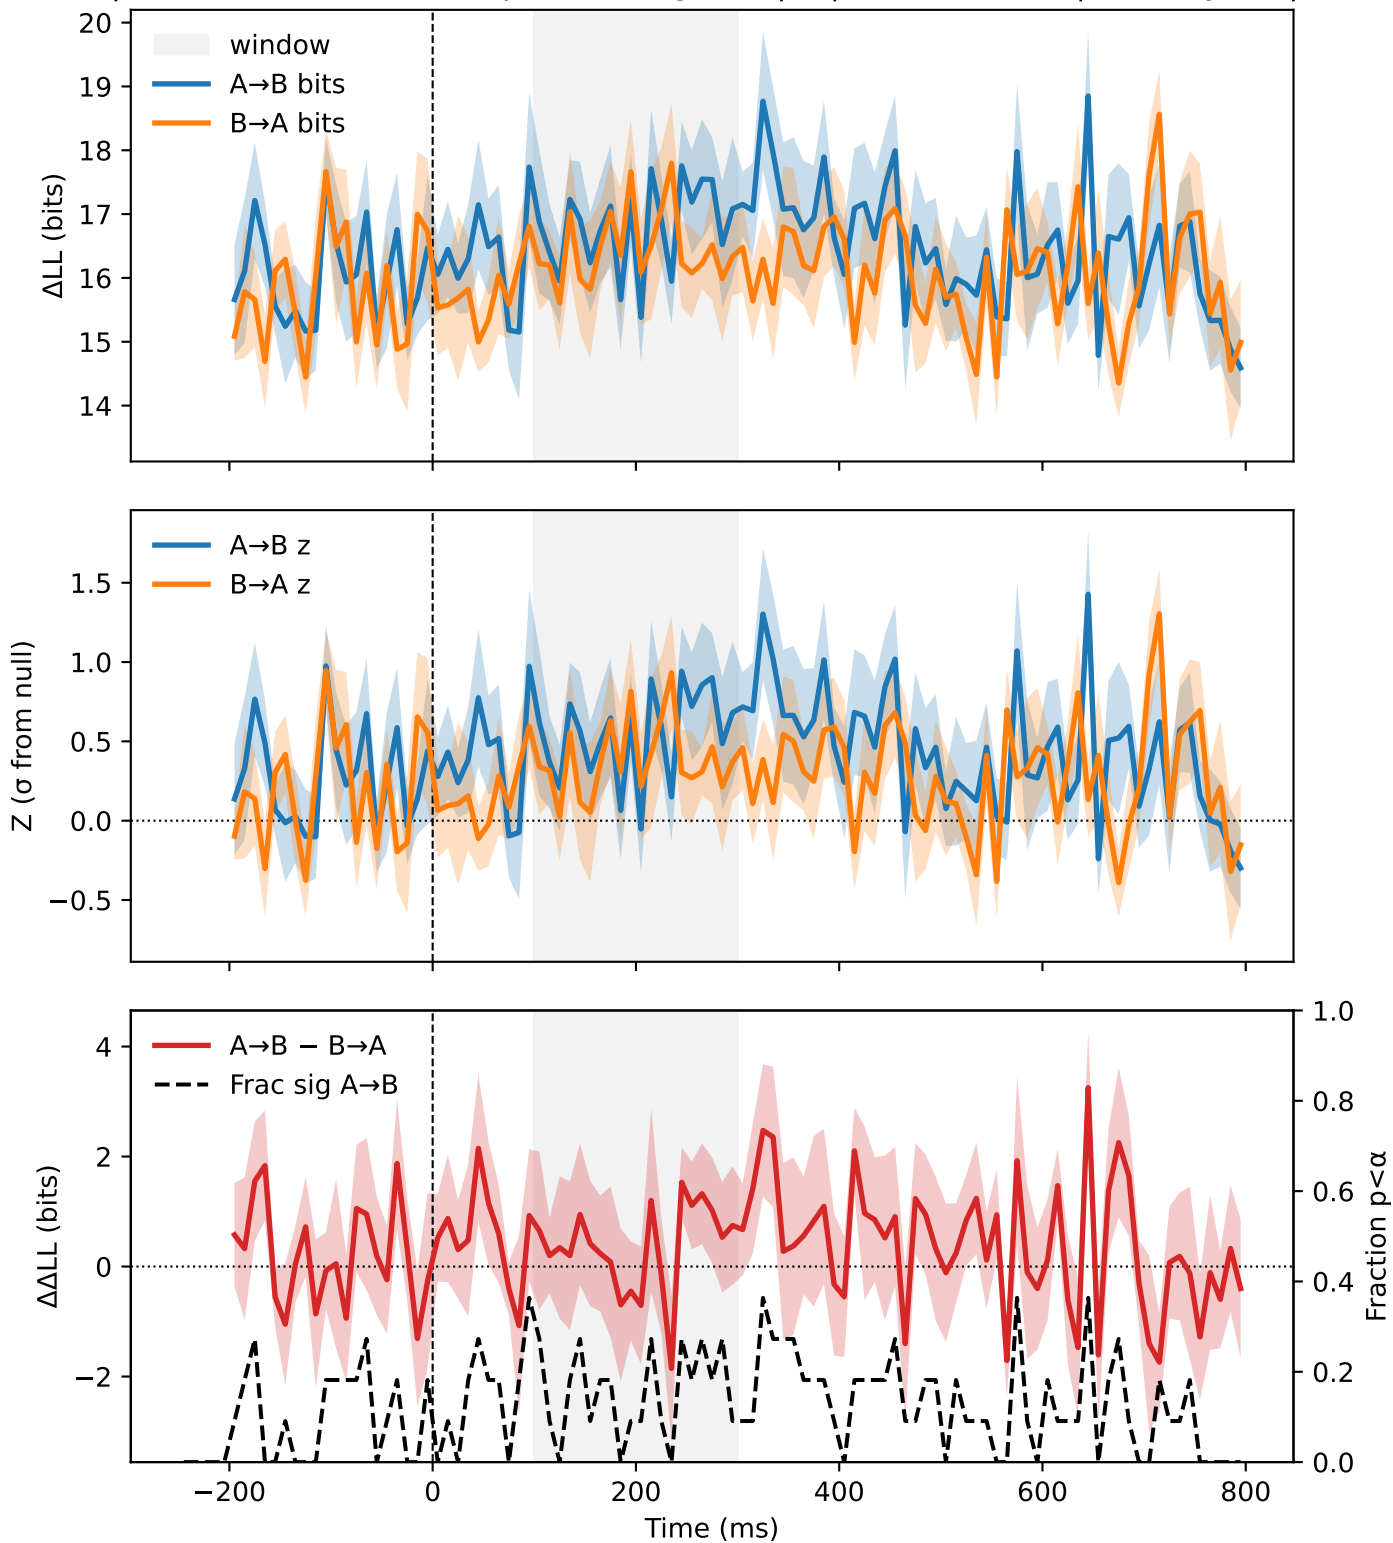 20
19
18
17
16
15
14
ΔLL (bits)
window
A→B bits
B→A bits
1.5
1.0
0.5
0.0
−0.5
Z (σ from null)
A→B z
B→A z
4
2
0
−2
ΔΔLL (bits)
A→B − B→A
Frac sig A→B
1.0
0.8
0.6
0.4
0.2
0.0
Fraction p<α
−200 0 200 400 600 800
Time (ms)